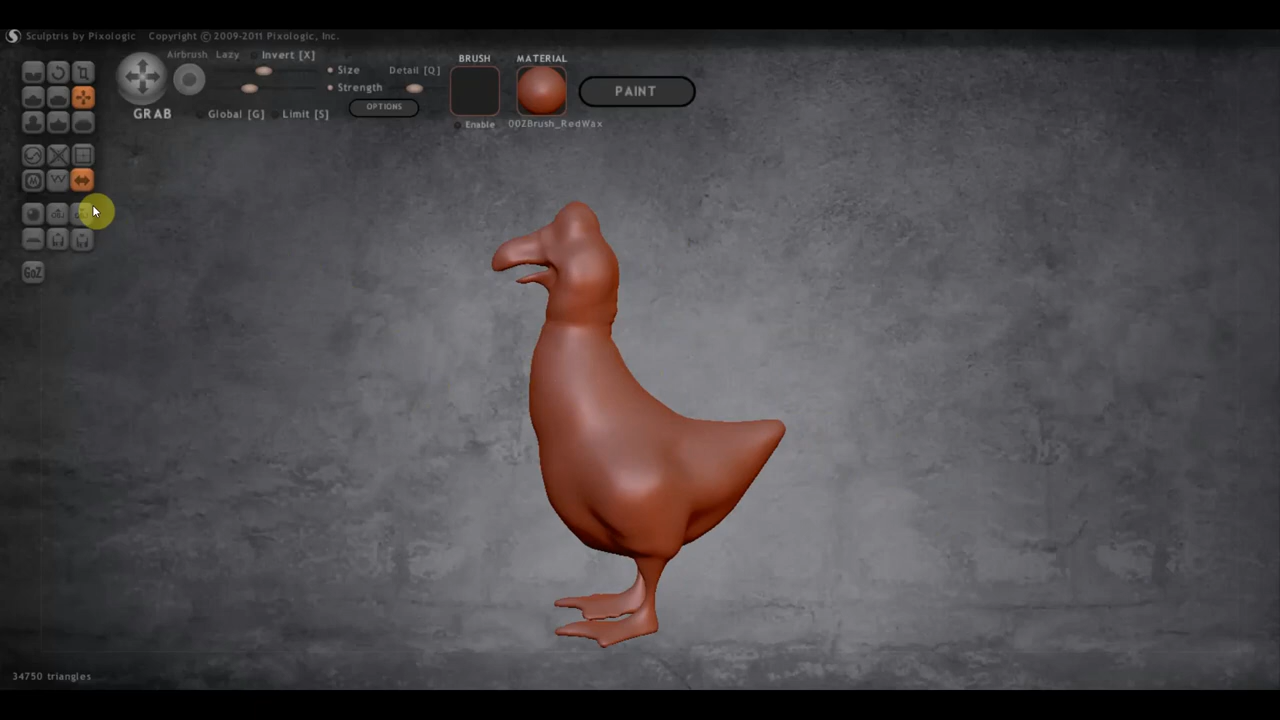 Sculptris by Pixologic Copyright © 2009-2011 Pixologic, Inc.
Airbrush Lazy Invert [X]
Size Detail [Q]
Strength
OPTIONS
GRAB
Global [G] Limit [S]
BRUSH
Enable
MATERIAL
00ZBrush_RedWax
PAINT
GoZ
34750 triangles